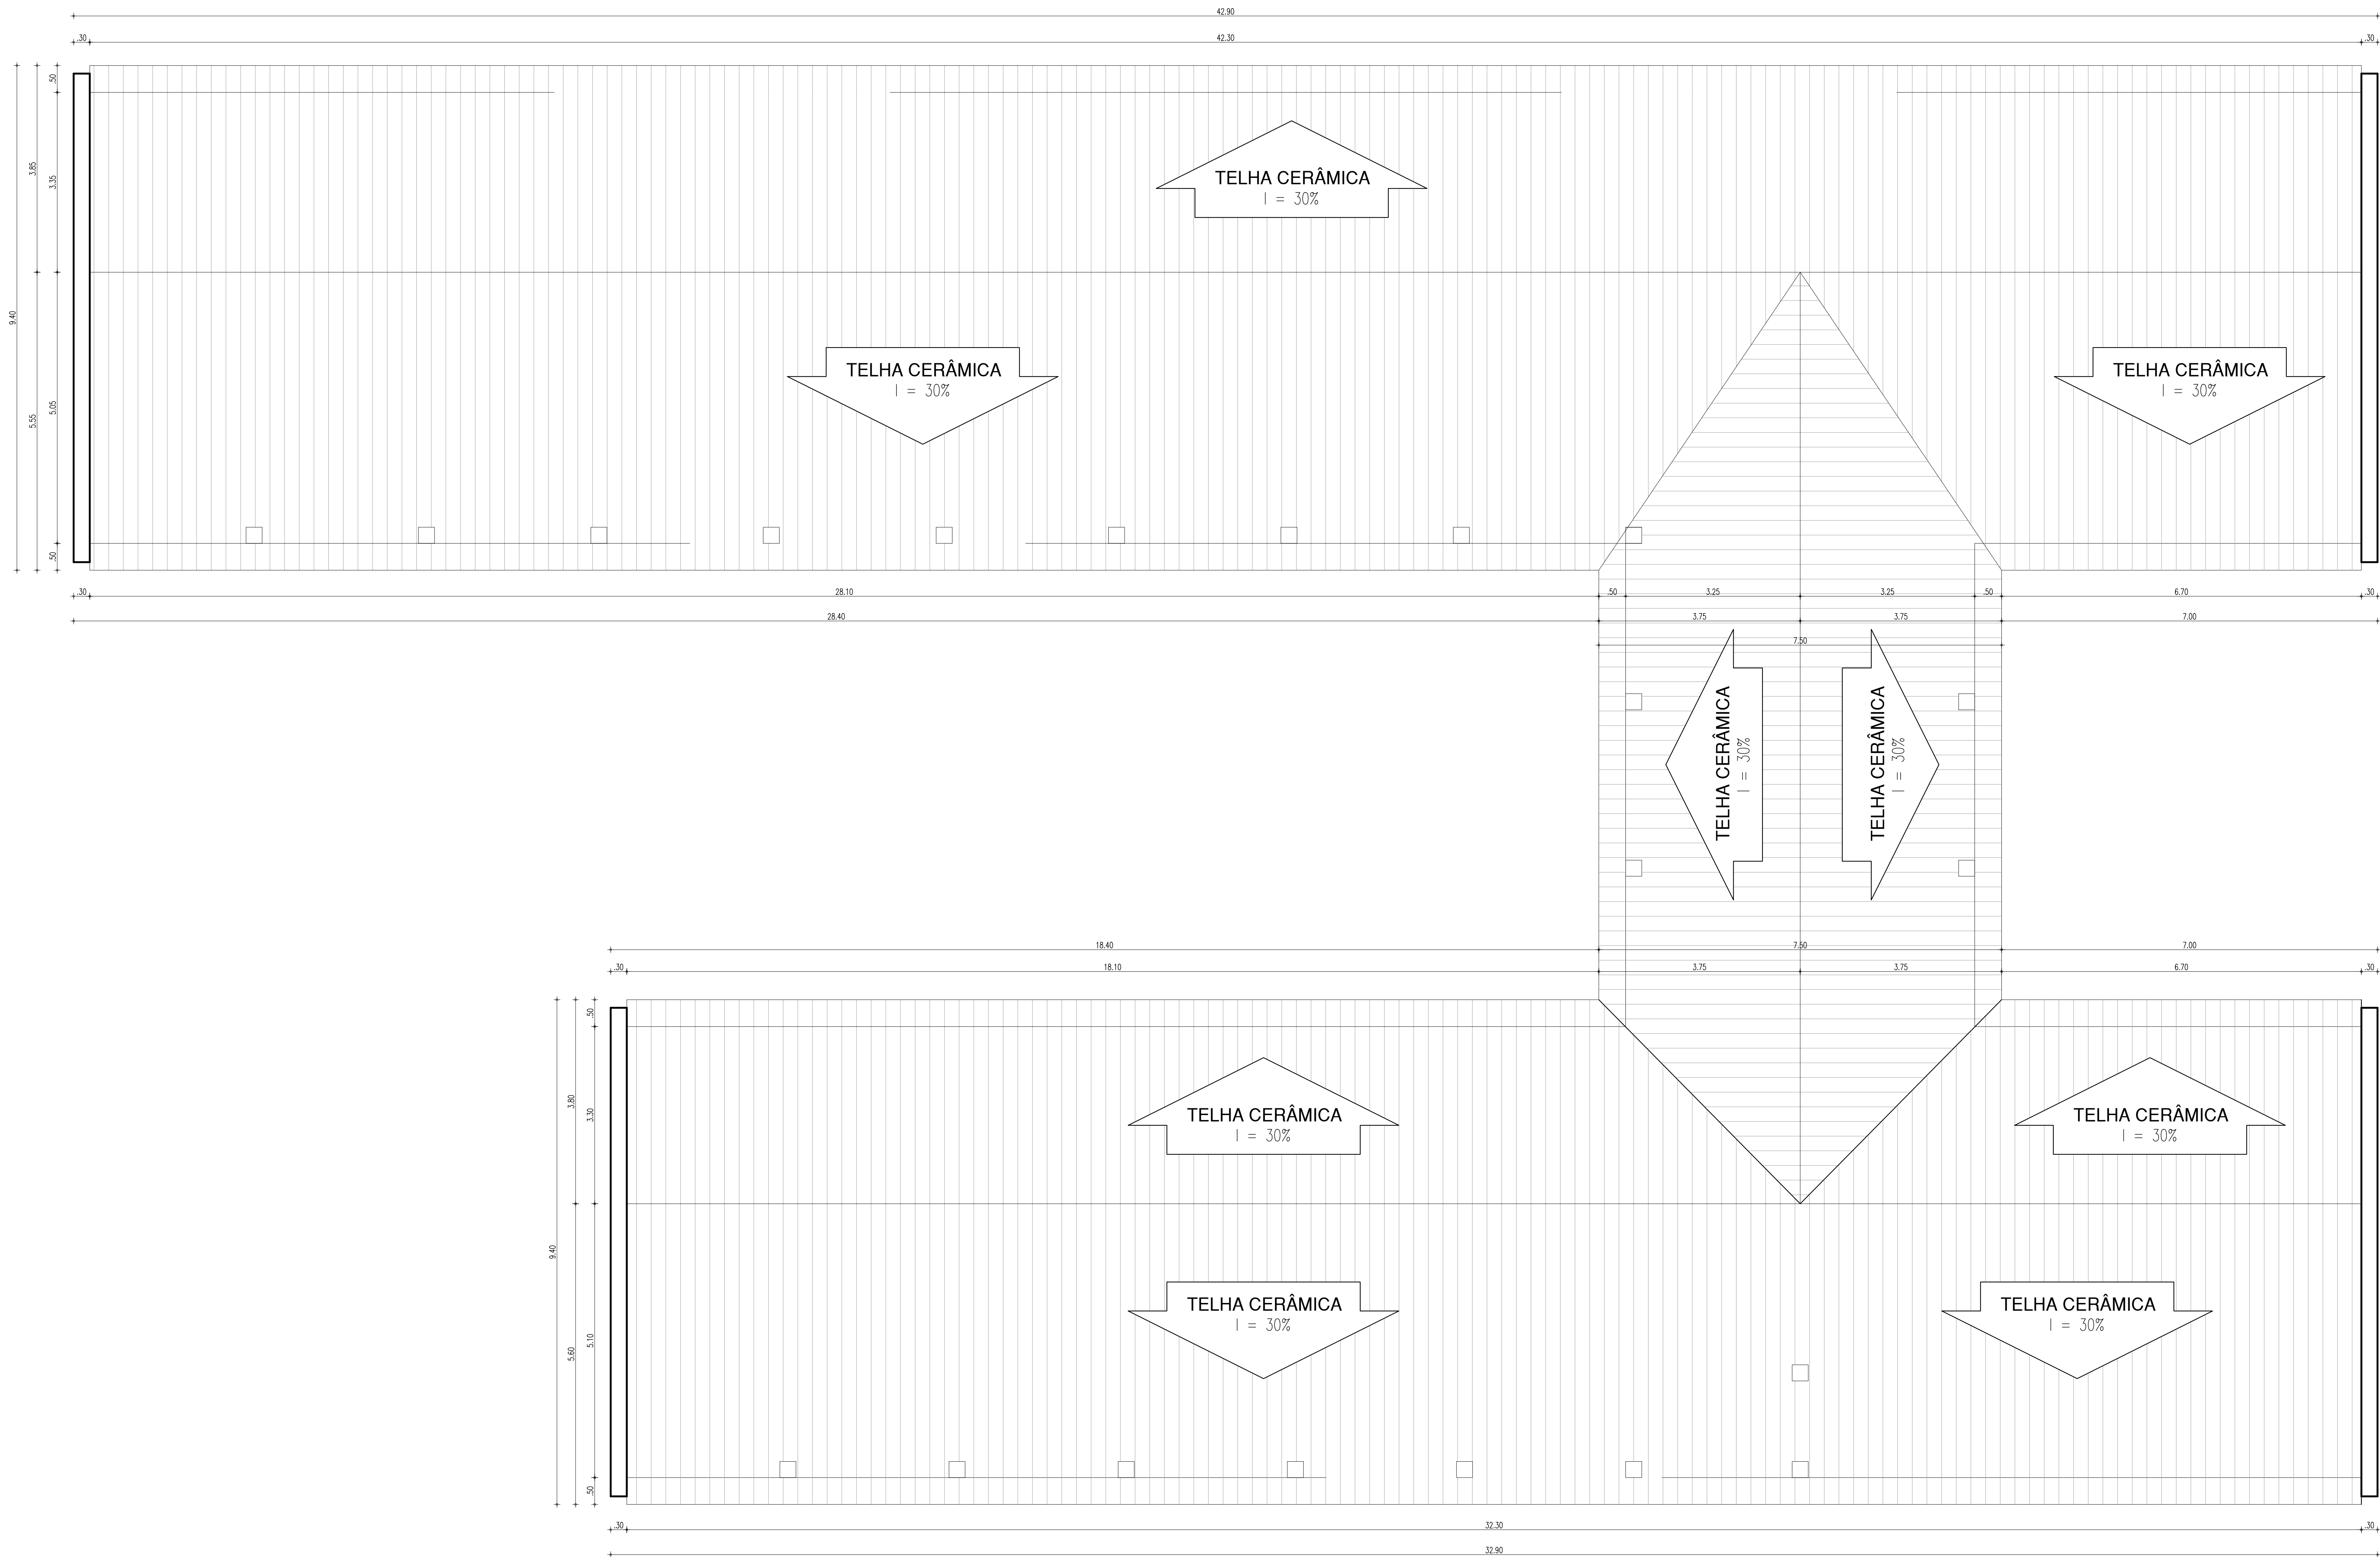 42.90
.30
42.30
.30
.50
3.85
3.35
TELHA CERÂMICA
I = 30%
9.40
TELHA CERÂMICA
I = 30%
TELHA CERÂMICA
I = 30%
5.55
5.05
.50
.30
28.10
.50
3.25
3.25
.50
6.70
.30
28.40
3.75
3.75
7.00
7.50
TELHA CERÂMICA
I = 30%
TELHA CERÂMICA
I = 30%
18.40
7.50
7.00
.30
18.10
3.75
3.75
6.70
.30
.50
3.80
3.30
TELHA CERÂMICA
I = 30%
TELHA CERÂMICA
I = 30%
9.40
TELHA CERÂMICA
I = 30%
TELHA CERÂMICA
I = 30%
5.60
5.10
.50
.30
32.30
.30
32.90